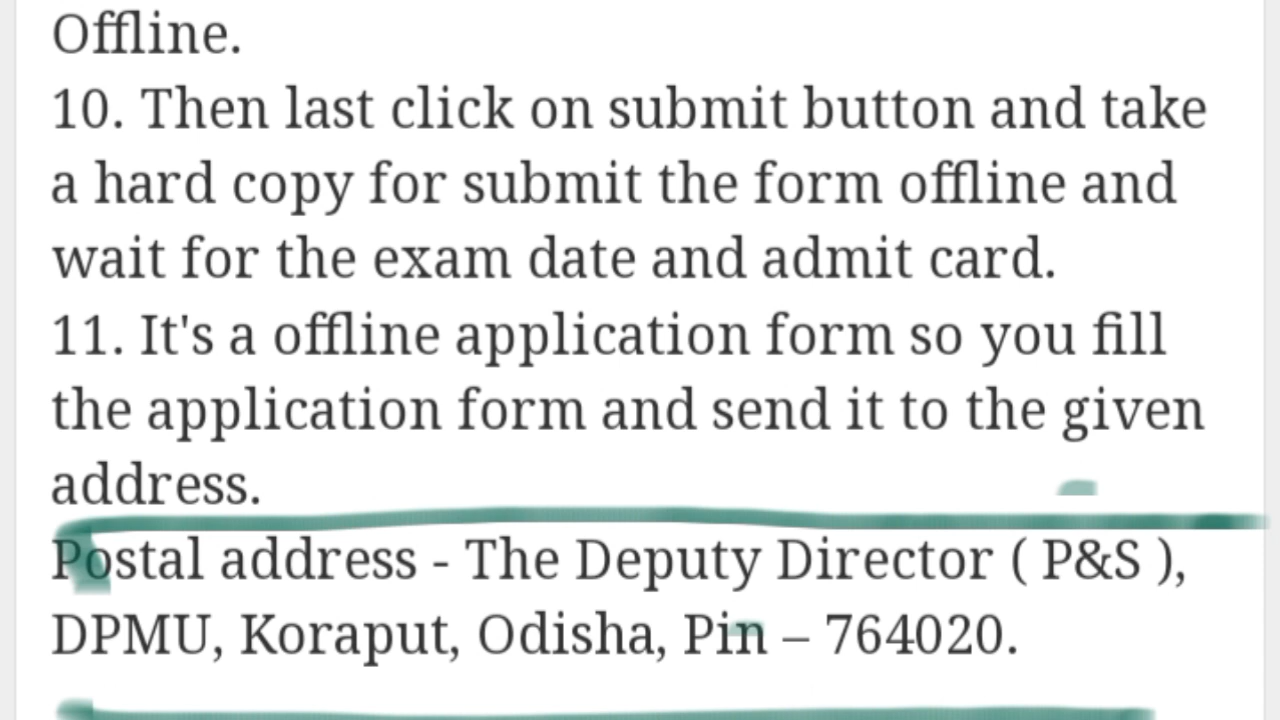 Offline.
10. Then last click on submit button and take
a hard copy for submit the form offline and
wait for the exam date and admit card.
11. It's a offline application form so you fill
the application form and send it to the given
address.
Postal address - The Deputy Director ( P&S ),
DPMU, Koraput, Odisha, Pin – 764020.